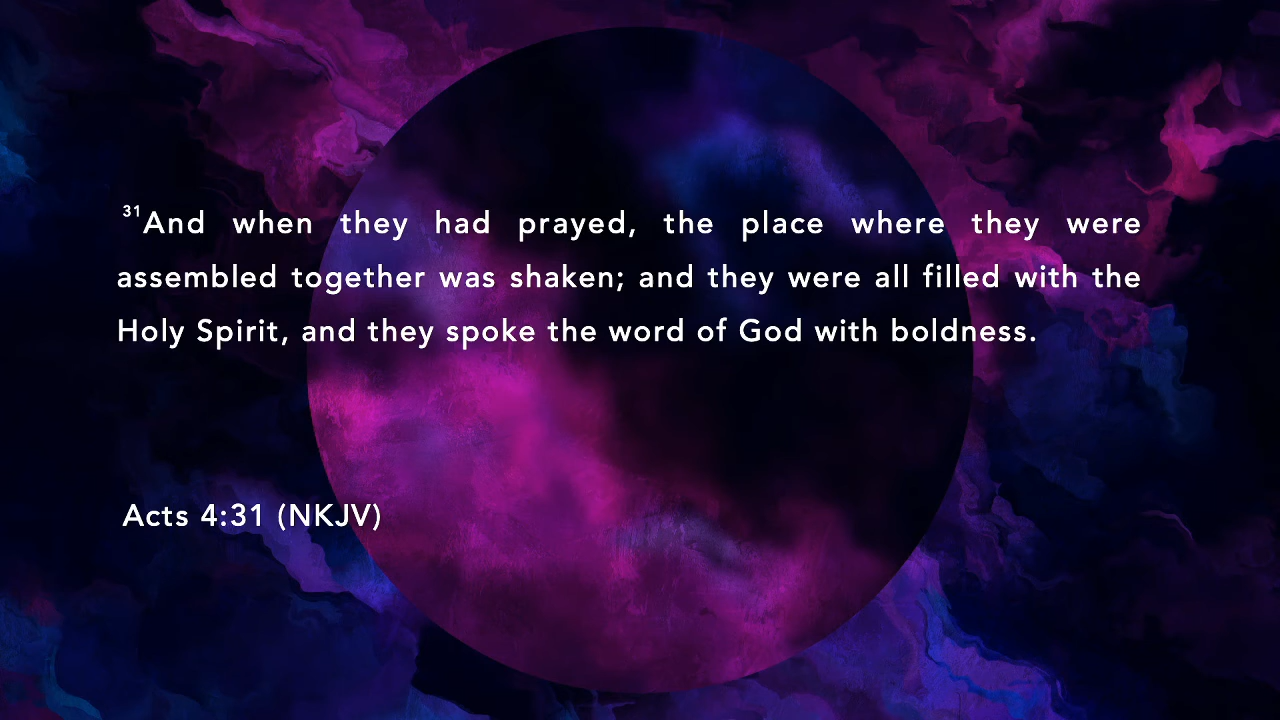 31And when they had prayed, the place where they were
assembled together was shaken; and they were all filled with the
Holy Spirit, and they spoke the word of God with boldness.
Acts 4:31 (NKJV)